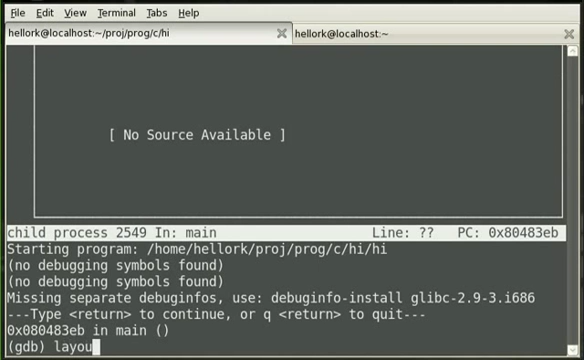 File Edit View Terminal Tabs Help
hellork@localhost:~/proj/prog/c/hi hellork@localhost:~
[ No Source Available ]
child process 2549 In: main Line: ?? PC: 0x80483eb
Starting program: /home/hellork/proj/prog/c/hi/hi
(no debugging symbols found)
(no debugging symbols found)
Missing separate debuginfos, use: debuginfo-install glibc-2.9-3.i686
---Type <return> to continue, or q <return> to quit---
0x080483eb in main ()
(gdb) layou